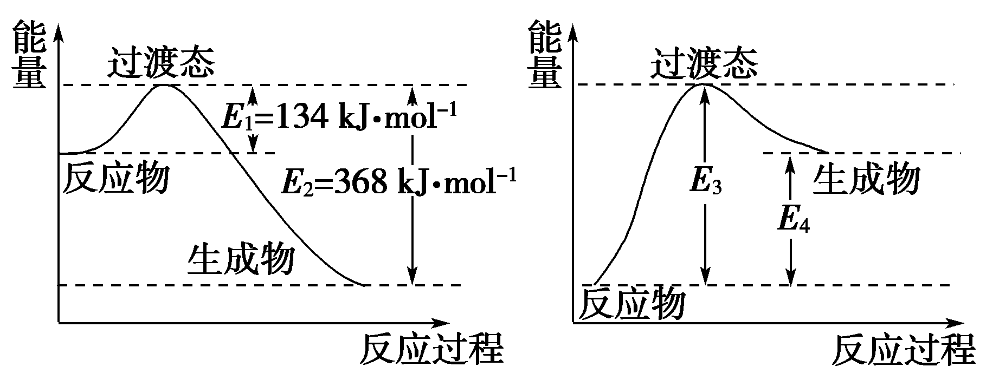 能量
过渡态
E₁=134 kJ•mol⁻¹
反应物
E₂=368 kJ•mol⁻¹
生成物
反应过程
能量
过渡态
E₃
生成物
E₄
反应物
反应过程